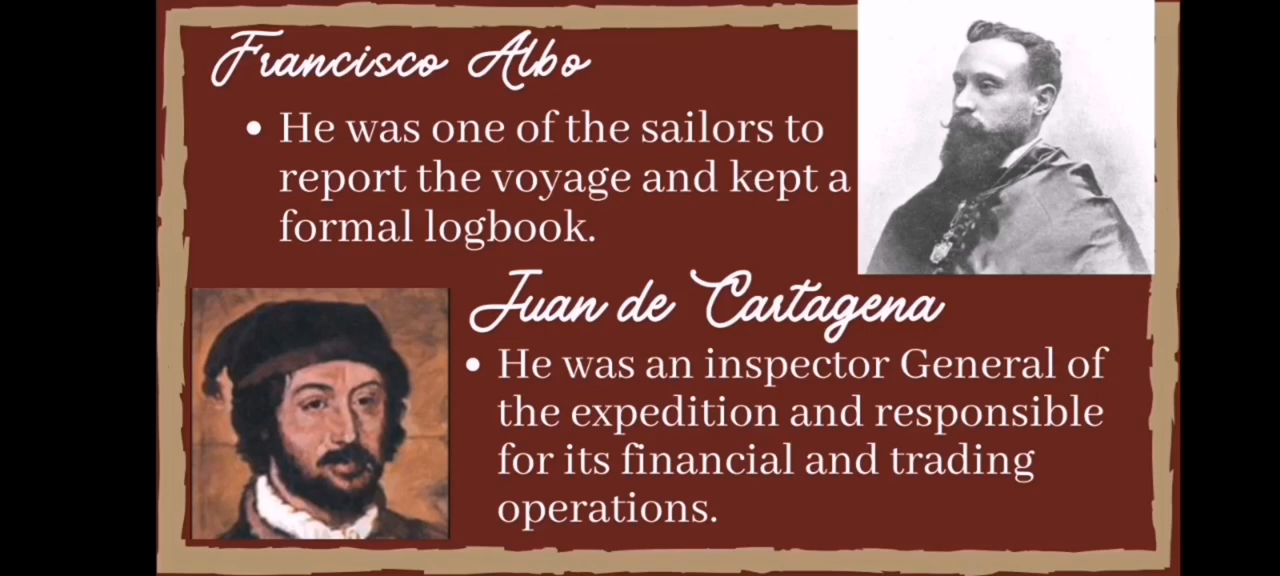 Francisco Albo
• He was one of the sailors to
report the voyage and kept a
formal logbook.
Juan de Cartagena
• He was an inspector General of
the expedition and responsible
for its financial and trading
operations.